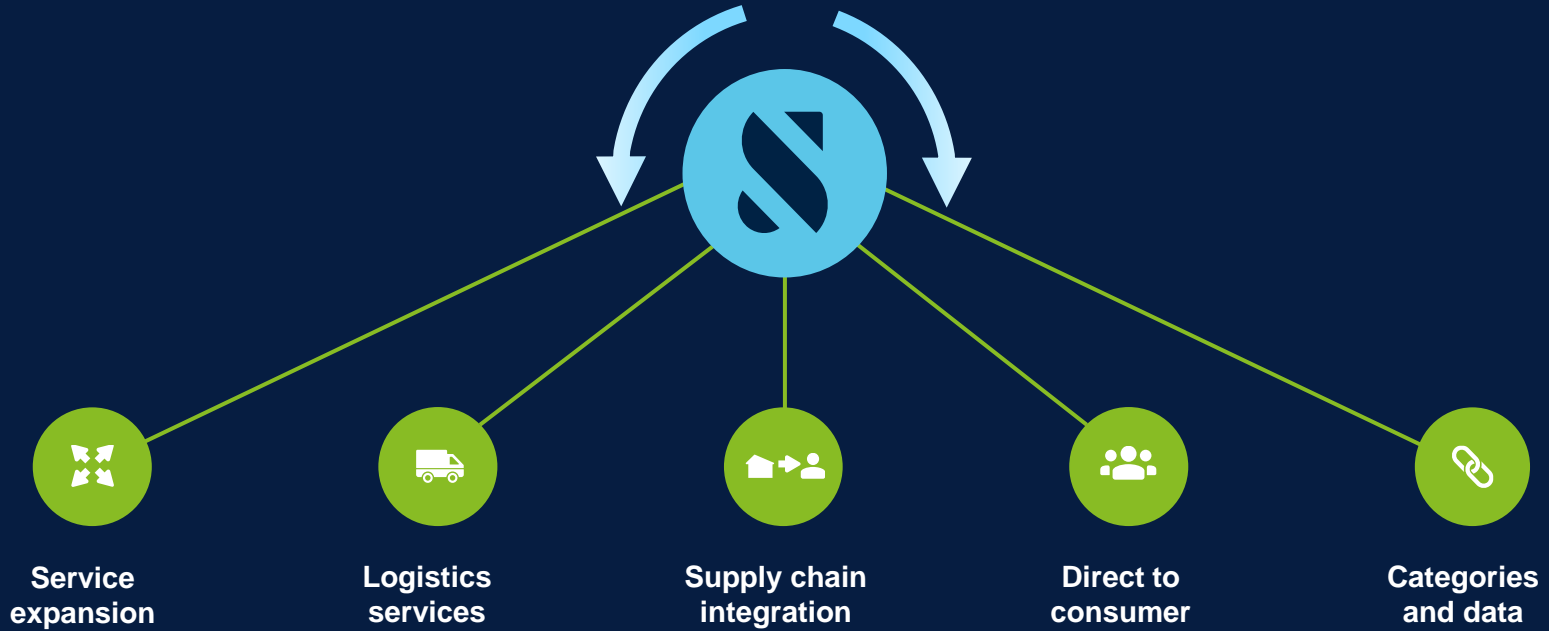 Service
expansion
Logistics
services
Supply chain
integration
Direct to
consumer
Categories
and data